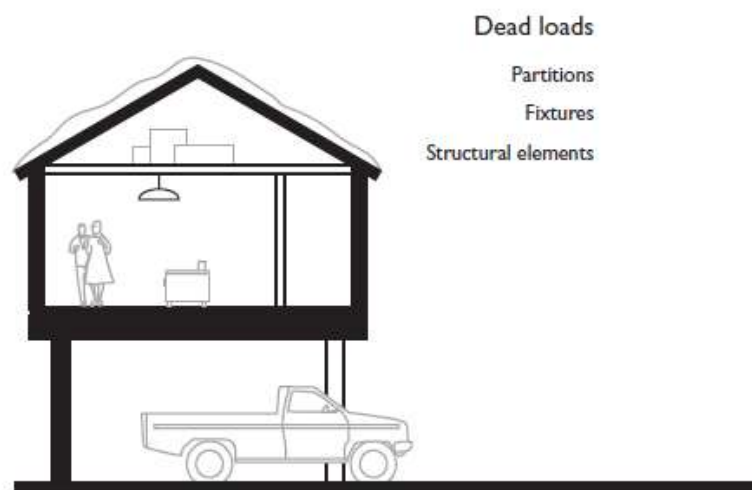 Dead loads
Partitions
Fixtures
Structural elements